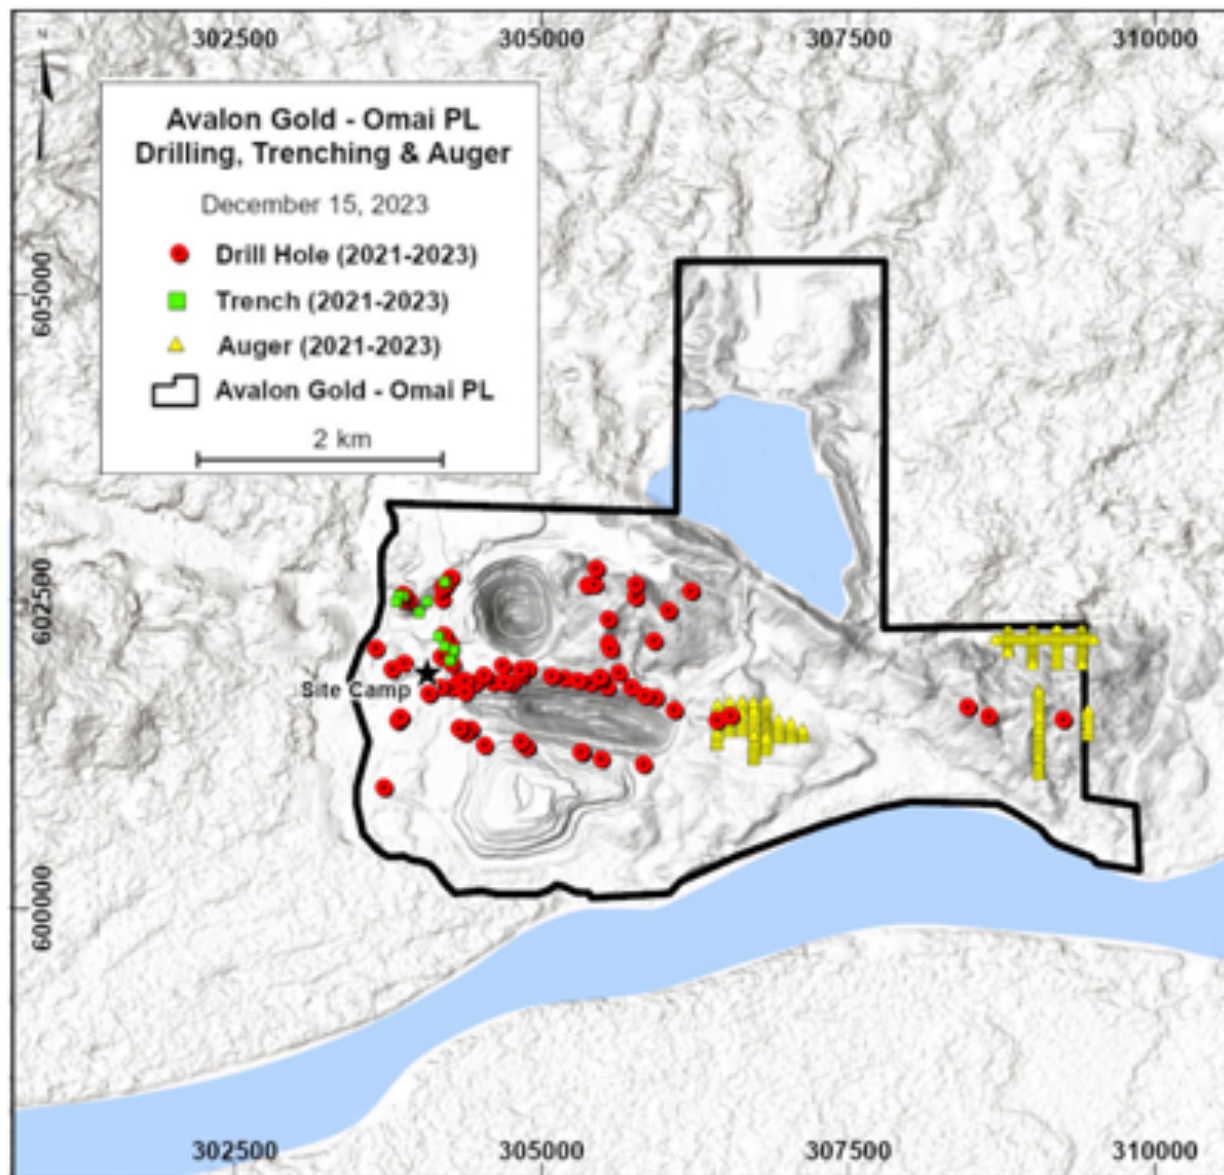 302500 305000 307500 310000
N
Avalon Gold - Omai PL
Drilling, Trenching & Auger
December 15, 2023
Drill Hole (2021-2023)
Trench (2021-2023)
Auger (2021-2023)
Avalon Gold - Omai PL
2 km
605000
602500
Site Camp
600000
302500 305000 307500 310000